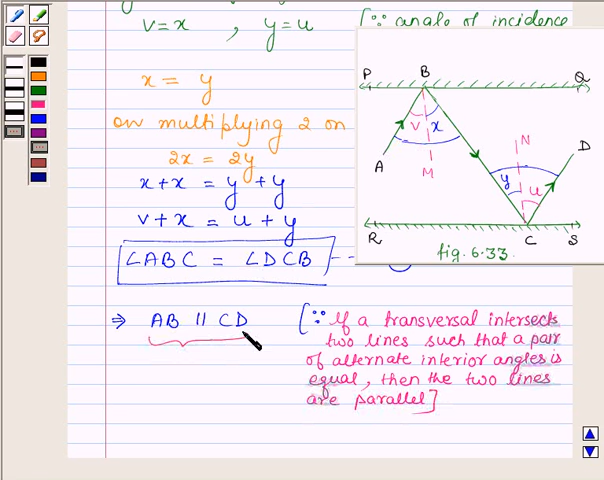 v = x , y = u [∵ angle of incidence
x = y
on multiplying 2 on
2x = 2y
x + x = y + y
v + x = u + y
∠ABC = ∠DCB
⇒ AB || CD
[∵ If a transversal intersects
two lines such that a pair
of alternate interior angles is
equal, then the two lines
are parallel]
P B Q
v x
A M
N D
y u
R C S
fig. 6.33